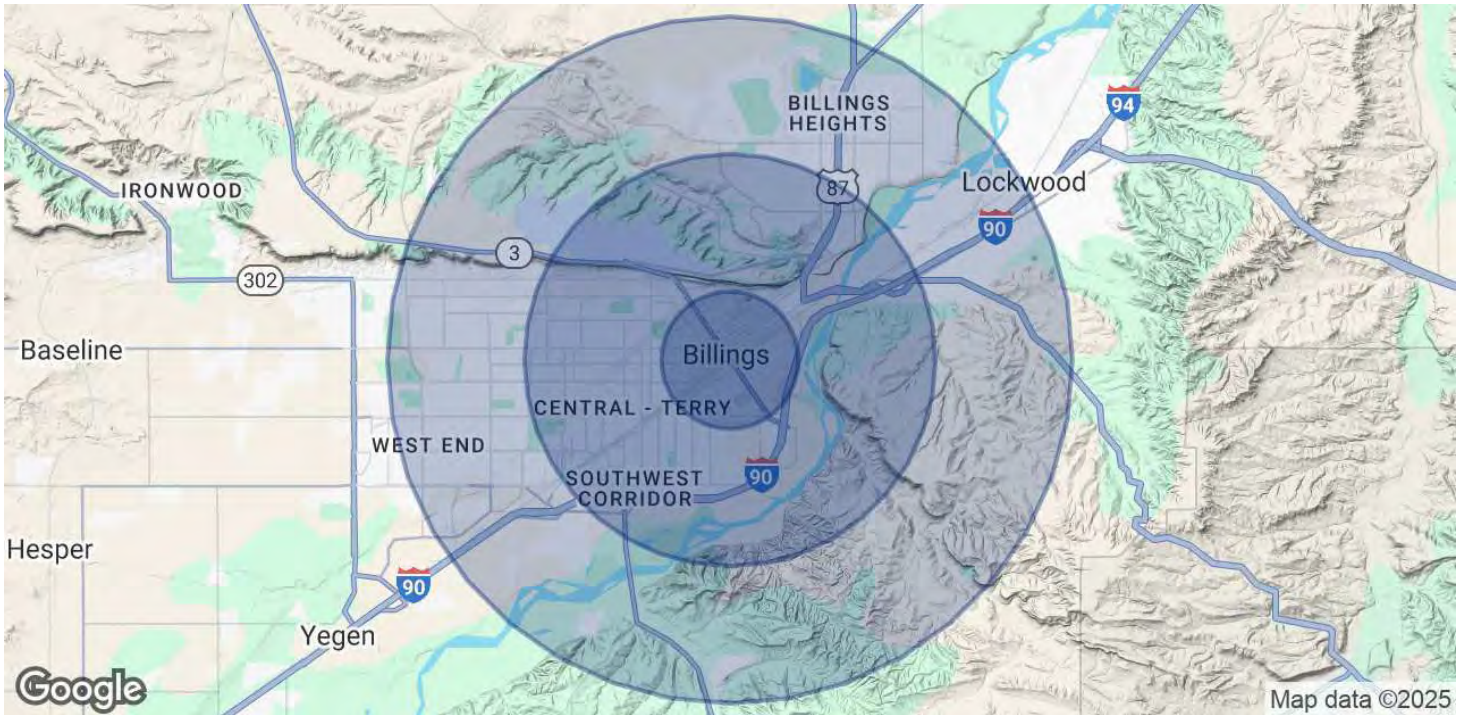 BILLINGS
HEIGHTS
94
IRONWOOD
87
Lockwood
90
3
302
Baseline
Billings
CENTRAL - TERRY
WEST END
SOUTHWEST
CORRIDOR
90
Hesper
90
Yegen
Google
Map data ©2025